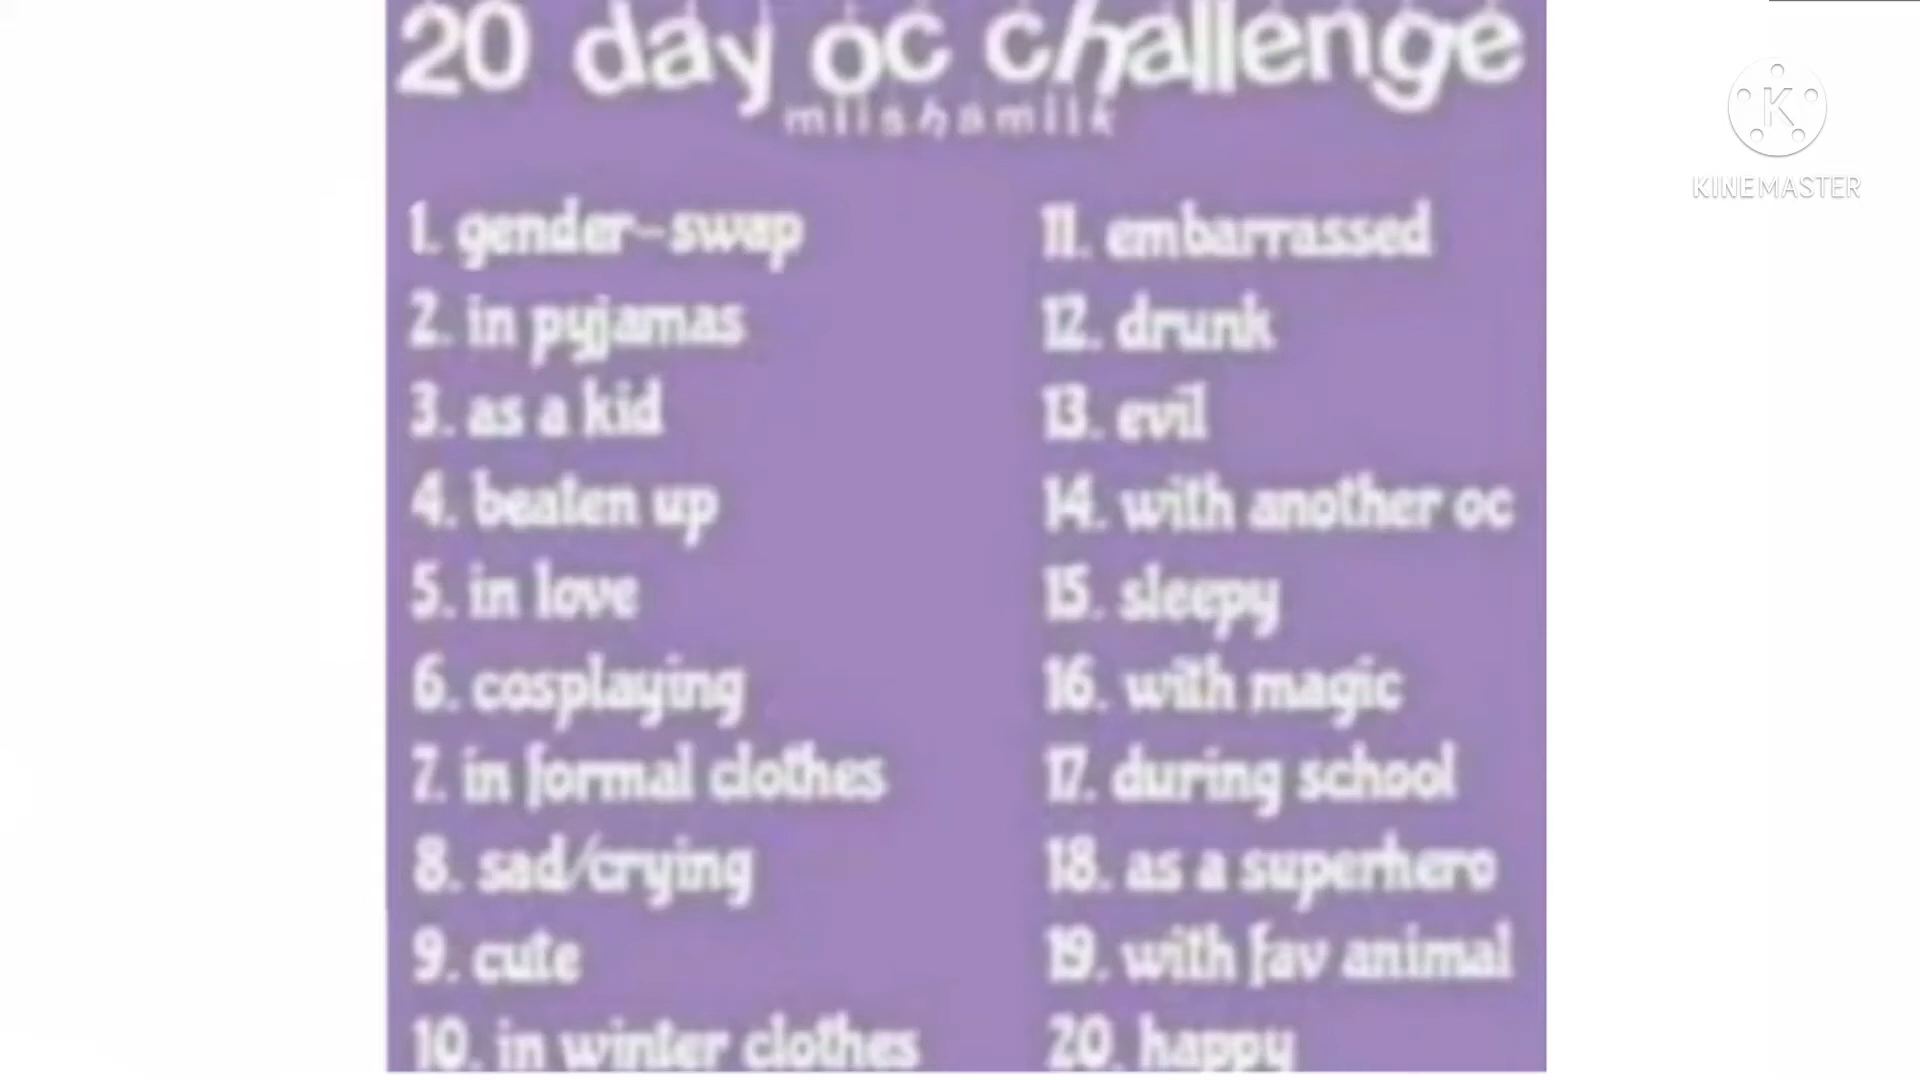 20 day oc challenge
miishamilk
1. gender-swap
2. in pyjamas
3. as a kid
4. beaten up
5. in love
6. cosplaying
7. in formal clothes
8. sad/crying
9. cute
10. in winter clothes
11. embarrassed
12. drunk
13. evil
14. with another oc
15. sleepy
16. with magic
17. during school
18. as a superhero
19. with fav animal
20. happy
K
KINEMASTER